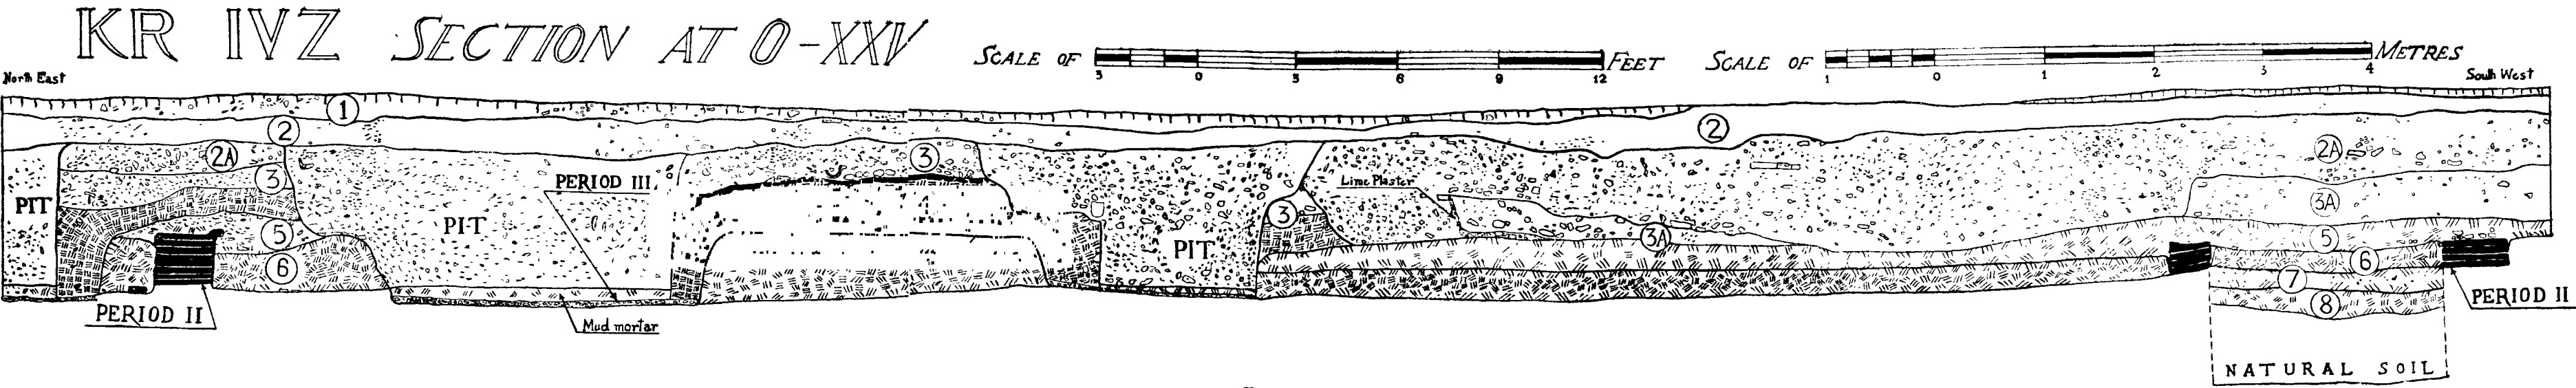 KR IVZ SECTION AT O-XXV
SCALE OF FEET
3 0 3 6 9 12
SCALE OF METRES
1 0 1 2 3 4
North East
South West
1
2
2
2A
3
3
PERIOD III
PIT
PIT
5
6
PERIOD II
Mud mortar
PIT
3
Lime Plaster
3A
2A
3A
5
6
7
8
PERIOD II
NATURAL SOIL